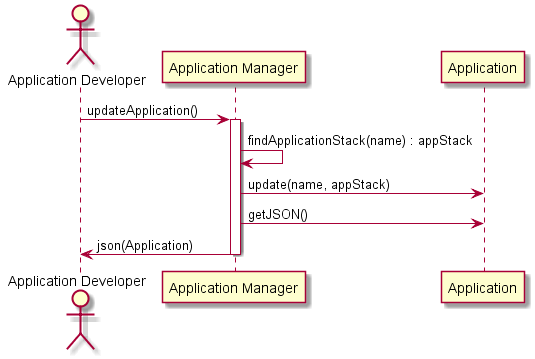 Application Developer
Application Manager
Application
updateApplication()
findApplicationStack(name) : appStack
update(name, appStack)
getJSON()
json(Application)
Application Developer
Application Manager
Application